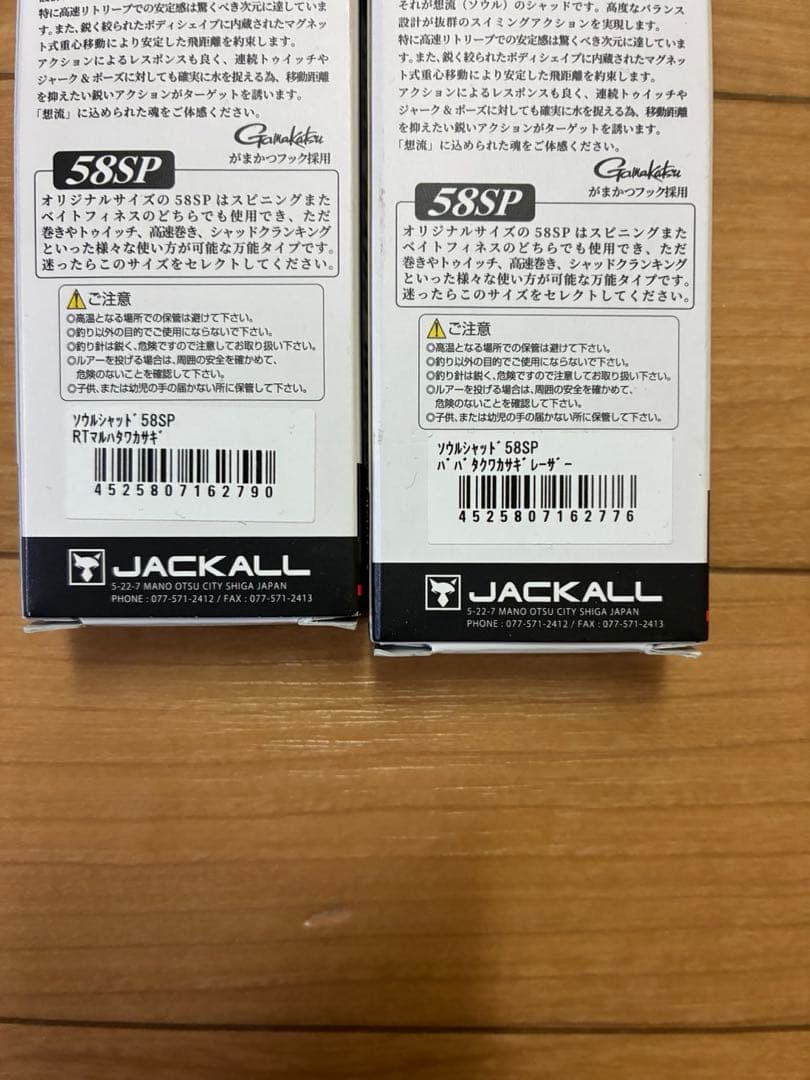 特に高速リトリーブでの安定感は驚くべき次元に達していま
す。また、鋭く絞られたボディシェイプに内蔵されたマグネッ
ト式重心移動により安定した飛距離を約束します。
アクションによるレスポンスも良く、連続トゥイッチや
ジャーク＆ポーズに対しても確実に水を捉える為、移動距離
を抑えたい鋭いアクションがターゲットを誘います。
「想流」に込められた魂をご体感ください。
Gamakatsu
がまかつフック採用
58SP
オリジナルサイズの58SPはスピニングまた
ベイトフィネスのどちらでも使用でき、ただ
巻きやトゥイッチ、高速巻き、シャッドクランキング
といった様々な使い方が可能な万能タイプです。
迷ったらこのサイズをセレクトしてください。
ご注意
◎高温となる場所での保管は避けて下さい。
◎釣り以外の目的でご使用にならないで下さい。
◎釣り針は鋭く、危険ですので注意してお取り扱い下さい。
◎ルアーを投げる場合は、周囲の安全を確かめて、
危険のないことを確認して下さい。
◎子供、または幼児の手の届かない所に保管して下さい。
ｿｳﾙｼｬｯﾄﾞ58SP
RTﾏﾙﾊﾀﾜｶｻｷﾞ
4525807162790
JACKALL
5-22-7 MANO OTSU CITY SHIGA JAPAN
PHONE : 077-571-2412 / FAX : 077-571-2413
それが想流（ソウル）のシャッドです。高度なバランス
設計が抜群のスイミングアクションを実現します。
特に高速リトリーブでの安定感は驚くべき次元に達していま
す。また、鋭く絞られたボディシェイプに内蔵されたマグネッ
ト式重心移動により安定した飛距離を約束します。
アクションによるレスポンスも良く、連続トゥイッチや
ジャーク＆ポーズに対しても確実に水を捉える為、移動距離
を抑えたい鋭いアクションがターゲットを誘います。
「想流」に込められた魂をご体感ください。
Gamakatsu
がまかつフック採用
58SP
オリジナルサイズの58SPはスピニングまた
ベイトフィネスのどちらでも使用でき、ただ
巻きやトゥイッチ、高速巻き、シャッドクランキング
といった様々な使い方が可能な万能タイプです。
迷ったらこのサイズをセレクトしてください。
ご注意
◎高温となる場所での保管は避けて下さい。
◎釣り以外の目的でご使用にならないで下さい。
◎釣り針は鋭く、危険ですので注意してお取り扱い下さい。
◎ルアーを投げる場合は、周囲の安全を確かめて、
危険のないことを確認して下さい。
◎子供、または幼児の手の届かない所に保管して下さい。
ｿｳﾙｼｬｯﾄﾞ58SP
ﾊﾞﾊﾞﾀｸﾜｶｻｷﾞﾚｰｻﾞｰ
4525807162776
JACKALL
5-22-7 MANO OTSU CITY SHIGA JAPAN
PHONE : 077-571-2412 / FAX : 077-571-2413